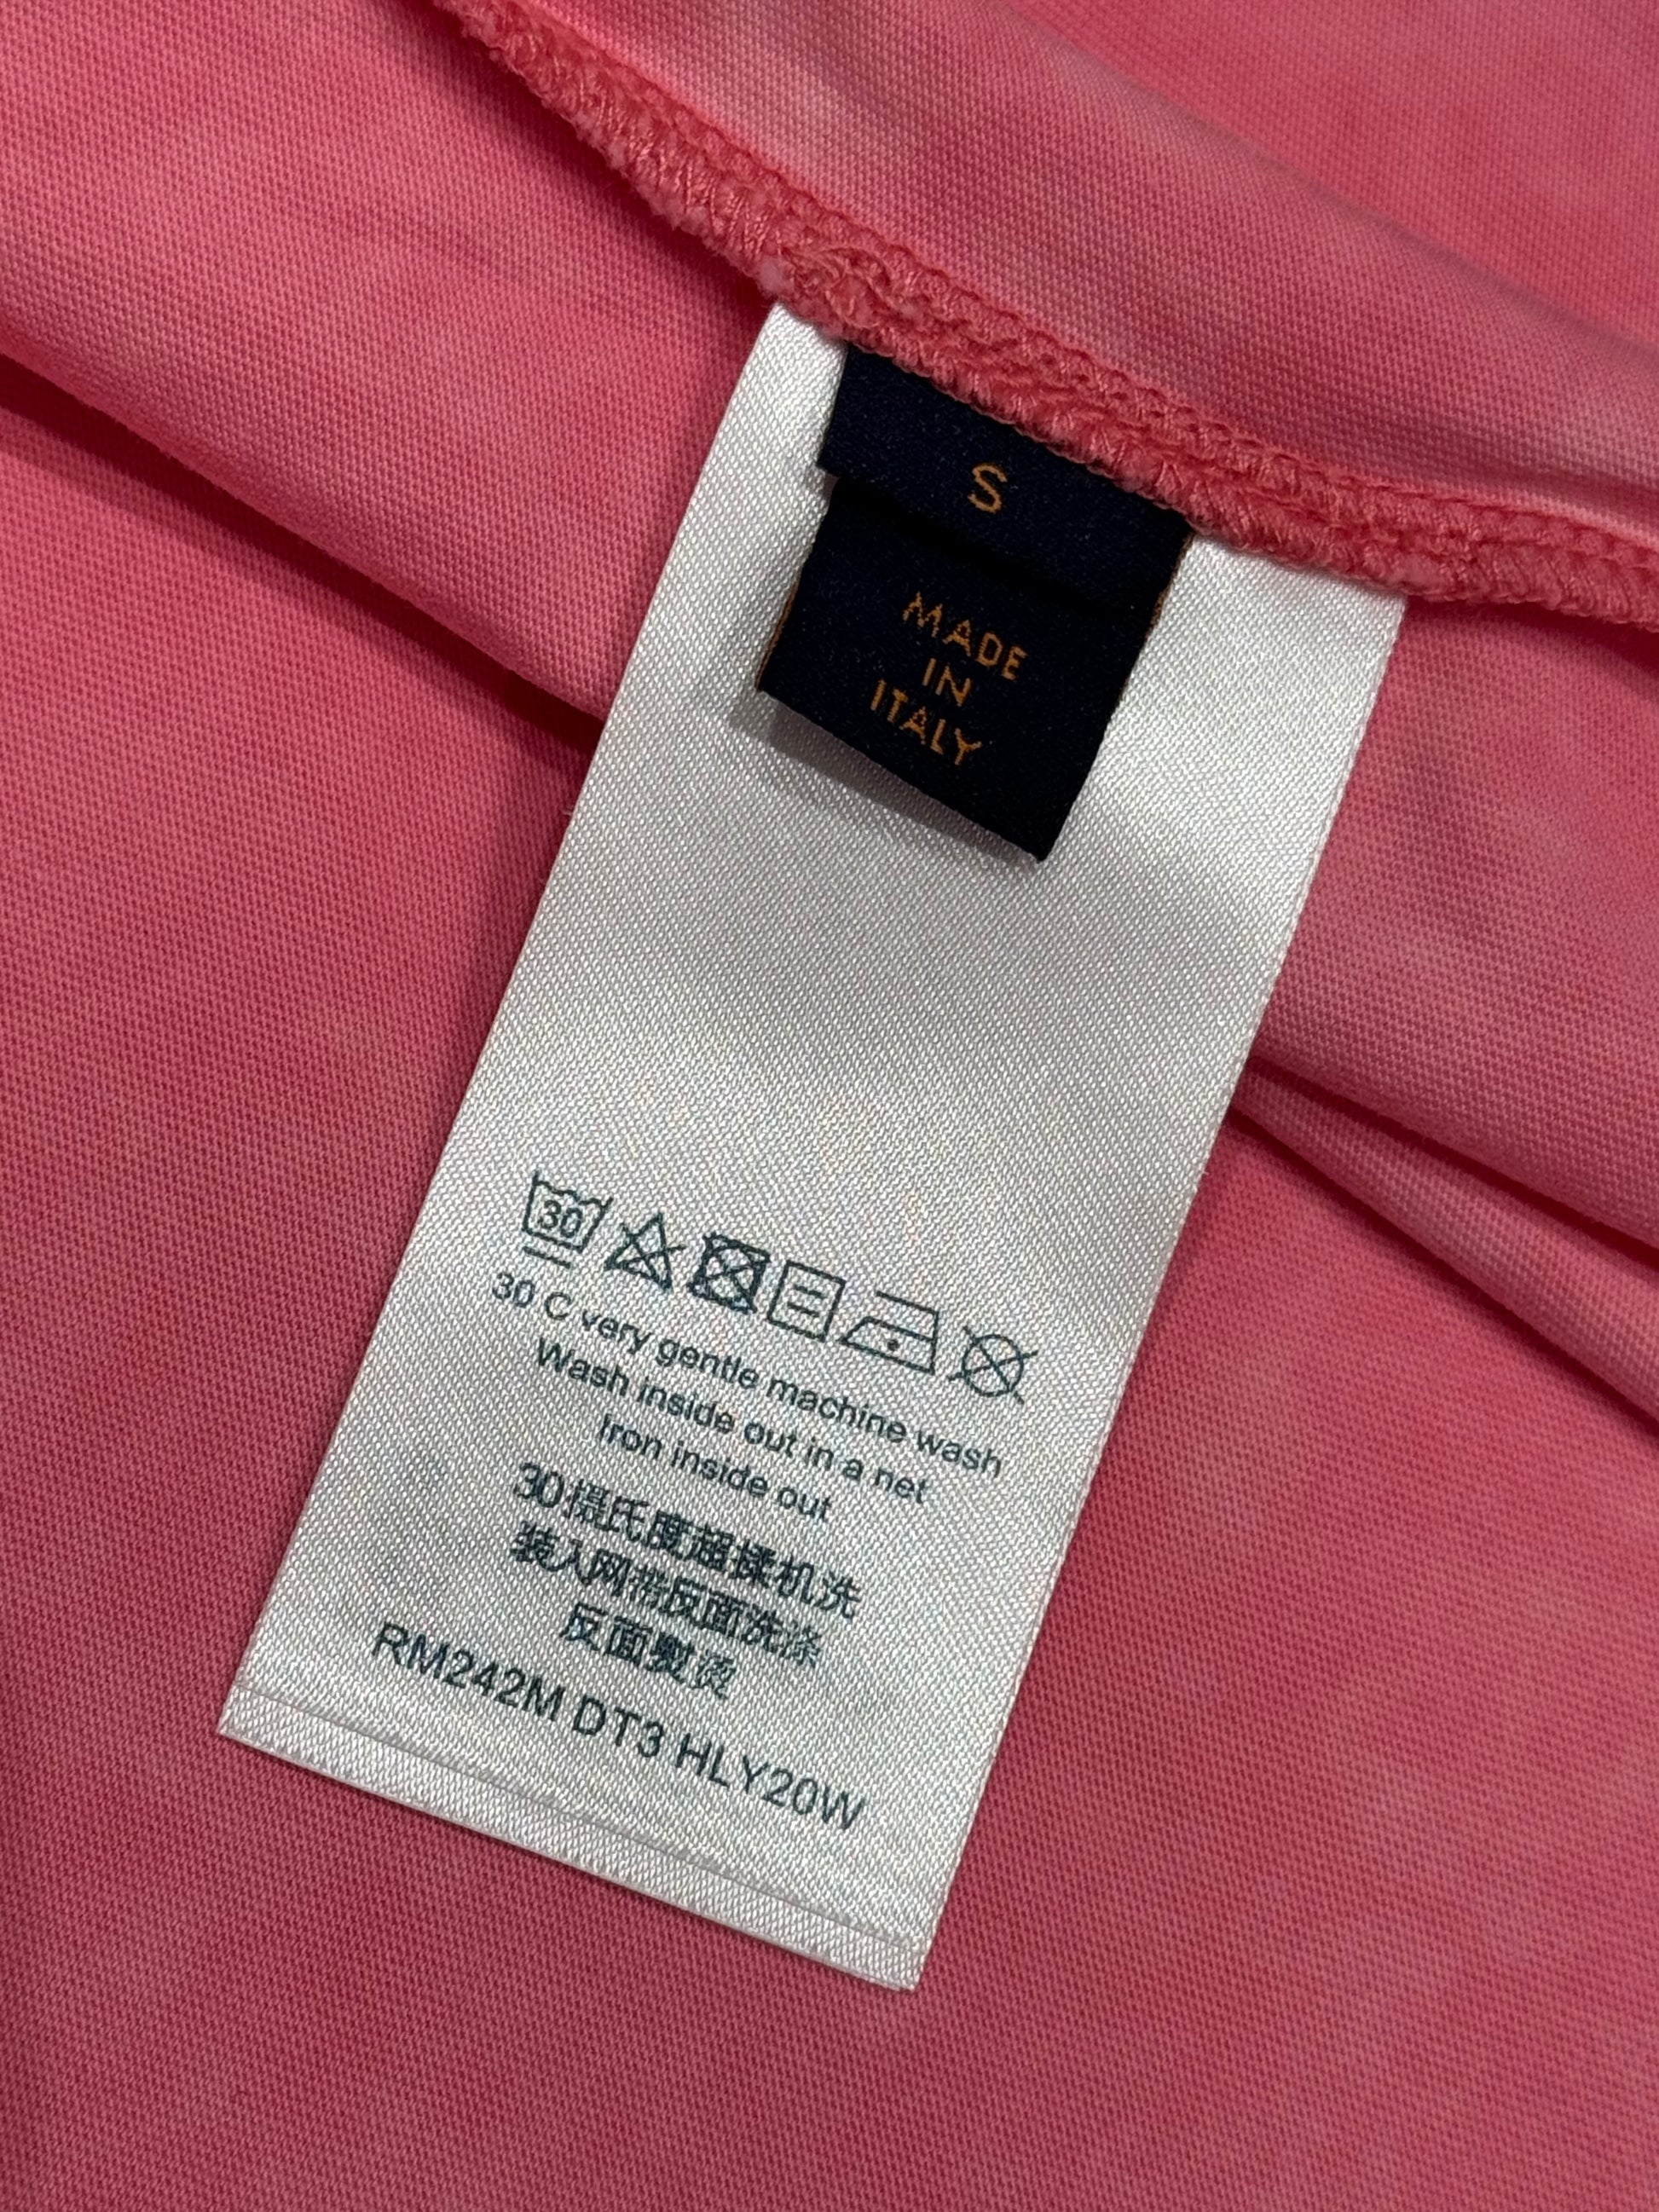 S
MADE
IN
ITALY
30
30 C very gentle machine wash
Wash inside out in a net
Iron inside out
30摄氏度超揉机洗
装入网带反面洗涤
反面熨烫
RM242M DT3 HLY20W